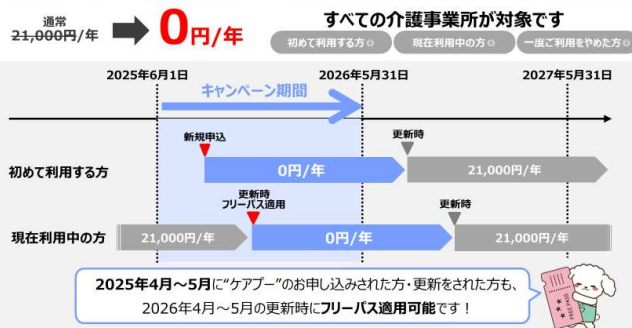 通常
21,000円/年
0円/年
すべての介護事業所が対象です
初めて利用する方◎
現在利用中の方◎
一度ご利用をやめた方◎
2025年6月1日
2026年5月31日
2027年5月31日
キャンペーン期間
新規申込
更新時
初めて利用する方
0円/年
21,000円/年
更新時
フリーパス適用
更新時
現在利用中の方
21,000円/年
0円/年
21,000円/年
2025年4月～5月に“ケアブー”のお申し込みされた方・更新をされた方も、
2026年4月～5月の更新時にフリーパス適用可能です！
FREE PASS